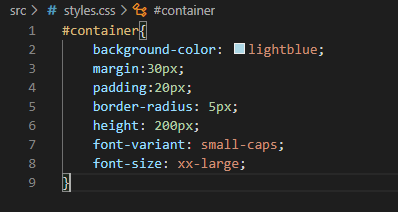 src > # styles.css > #container
1 #container{
2 background-color: lightblue;
3 margin:30px;
4 padding:20px;
5 border-radius: 5px;
6 height: 200px;
7 font-variant: small-caps;
8 font-size: xx-large;
9 }